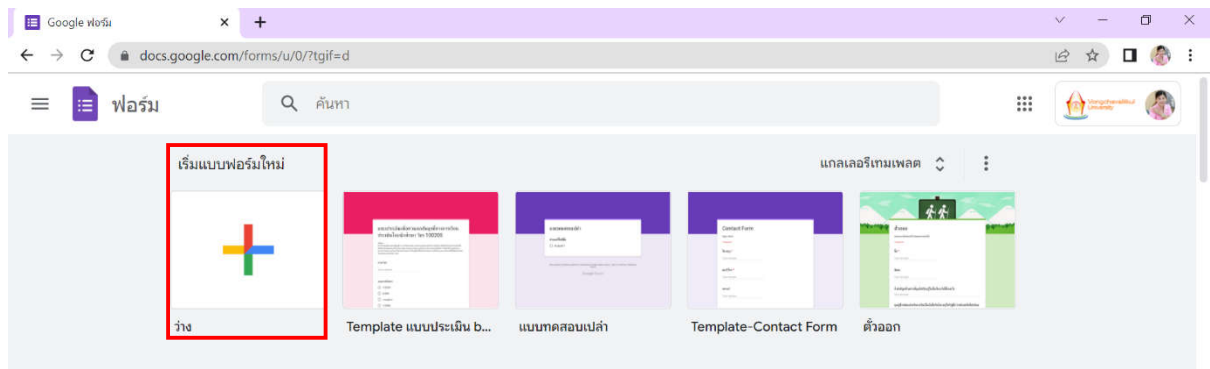 Google ฟอร์ม
docs.google.com/forms/u/0/?tgif=d
ฟอร์ม
ค้นหา
เริ่มแบบฟอร์มใหม่
แกลเลอรีเทมเพลต
Contact Form
ว่าง
Template แบบประเมิน b...
แบบทดสอบเปล่า
Template-Contact Form
ตั๋วออก